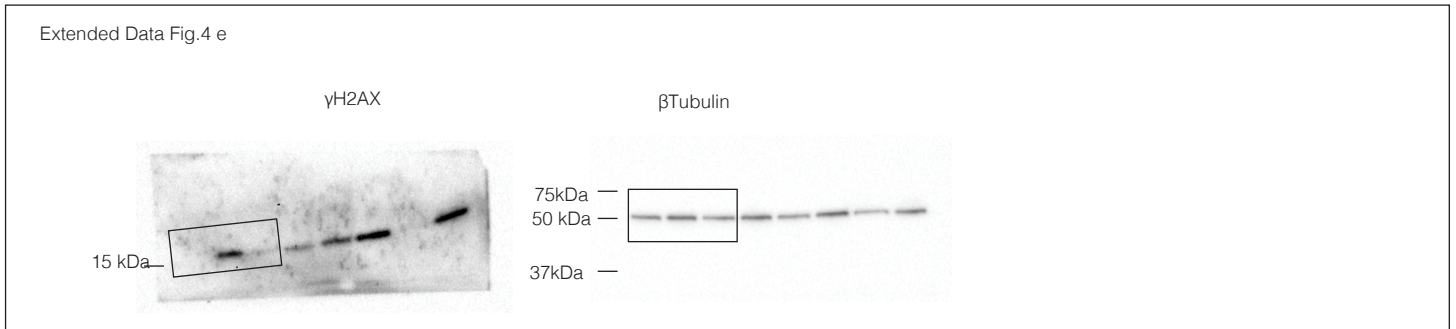 Extended Data Fig.4 e
γH2AX
βTubulin
75kDa
50 kDa
15 kDa
37kDa